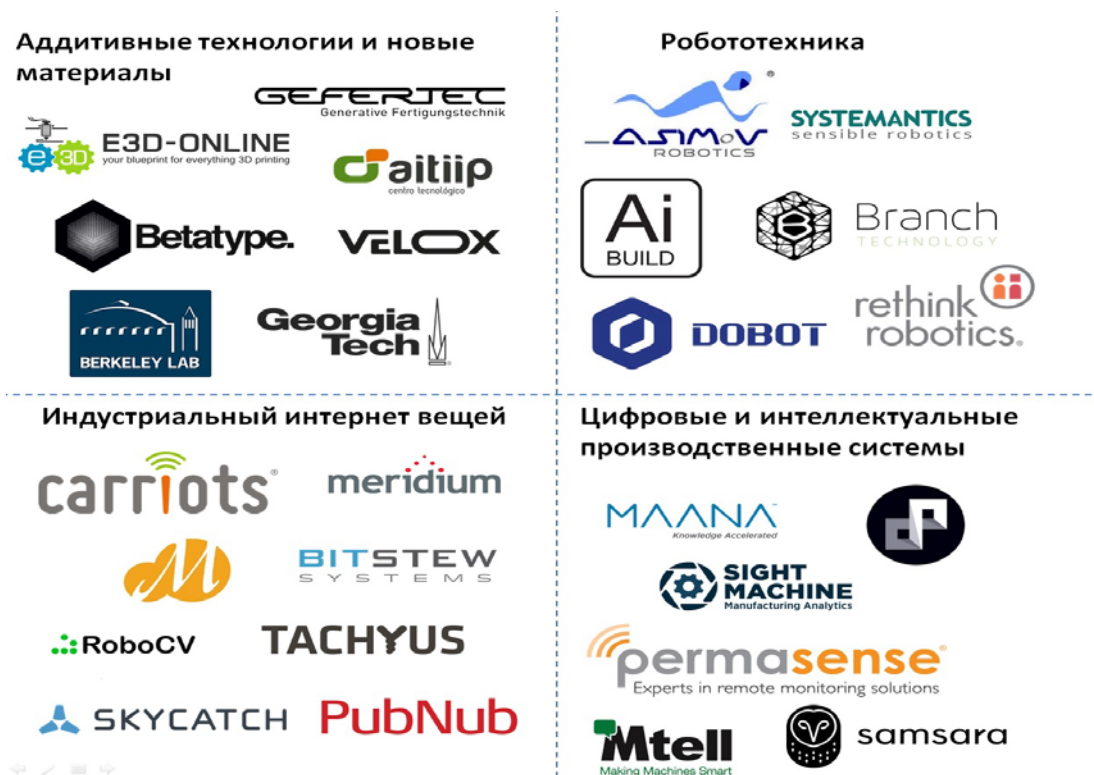 Аддитивные технологии и новые
материалы
GEFERTEC
Generative Fertigungstechnik
e3D
E3D-ONLINE
your blueprint for everything 3D printing
aitiip
centro tecnológico
Betatype.
VELOX
BERKELEY LAB
Georgia
Tech
Робототехника
ASIMOV
ROBOTICS
SYSTEMANTICS
sensible robotics
Ai
BUILD
B
Branch
TECHNOLOGY
DOBOT
rethink
robotics.
Индустриальный интернет вещей
carriots
meridium
M
BITSTEW
SYSTEMS
RoboCV
TACHYUS
SKYCATCH
PubNub
Цифровые и интеллектуальные
производственные системы
MAANA
Knowledge Accelerated
SIGHT
MACHINE
Manufacturing Analytics
permasense
Experts in remote monitoring solutions
Mtell
Making Machines Smart
samsara